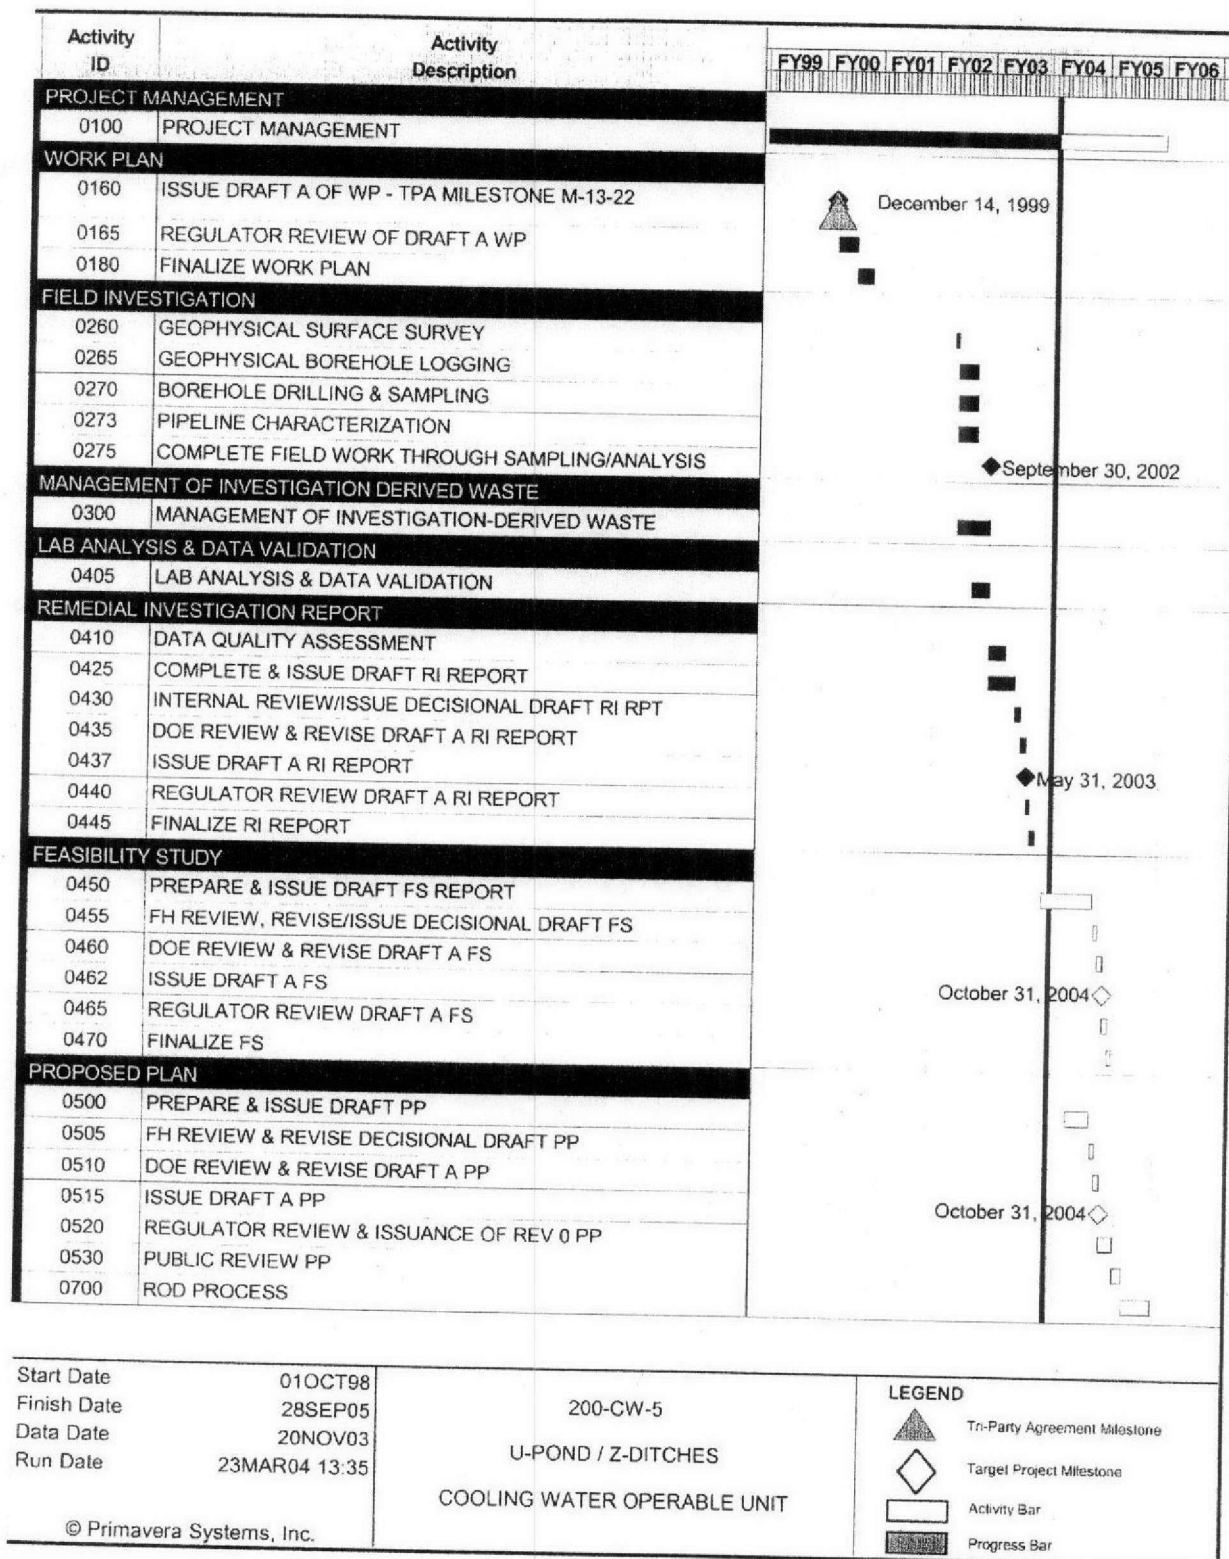 Activity ID Activity Description
FY99 FY00 FY01 FY02 FY03 FY04 FY05 FY06
PROJECT MANAGEMENT
0100 PROJECT MANAGEMENT
WORK PLAN
0160 ISSUE DRAFT A OF WP - TPA MILESTONE M-13-22 December 14, 1999
0165 REGULATOR REVIEW OF DRAFT A WP
0180 FINALIZE WORK PLAN
FIELD INVESTIGATION
0260 GEOPHYSICAL SURFACE SURVEY
0265 GEOPHYSICAL BOREHOLE LOGGING
0270 BOREHOLE DRILLING & SAMPLING
0273 PIPELINE CHARACTERIZATION
0275 COMPLETE FIELD WORK THROUGH SAMPLING/ANALYSIS September 30, 2002
MANAGEMENT OF INVESTIGATION DERIVED WASTE
0300 MANAGEMENT OF INVESTIGATION-DERIVED WASTE
LAB ANALYSIS & DATA VALIDATION
0405 LAB ANALYSIS & DATA VALIDATION
REMEDIAL INVESTIGATION REPORT
0410 DATA QUALITY ASSESSMENT
0425 COMPLETE & ISSUE DRAFT RI REPORT
0430 INTERNAL REVIEW/ISSUE DECISIONAL DRAFT RI RPT
0435 DOE REVIEW & REVISE DRAFT A RI REPORT
0437 ISSUE DRAFT A RI REPORT May 31, 2003
0440 REGULATOR REVIEW DRAFT A RI REPORT
0445 FINALIZE RI REPORT
FEASIBILITY STUDY
0450 PREPARE & ISSUE DRAFT FS REPORT
0455 FH REVIEW, REVISE/ISSUE DECISIONAL DRAFT FS
0460 DOE REVIEW & REVISE DRAFT A FS
0462 ISSUE DRAFT A FS October 31, 2004
0465 REGULATOR REVIEW DRAFT A FS
0470 FINALIZE FS
PROPOSED PLAN
0500 PREPARE & ISSUE DRAFT PP
0505 FH REVIEW & REVISE DECISIONAL DRAFT PP
0510 DOE REVIEW & REVISE DRAFT A PP
0515 ISSUE DRAFT A PP October 31, 2004
0520 REGULATOR REVIEW & ISSUANCE OF REV 0 PP
0530 PUBLIC REVIEW PP
0700 ROD PROCESS
Start Date 01OCT98
Finish Date 28SEP05
Data Date 20NOV03
Run Date 23MAR04 13:35
© Primavera Systems, Inc.
200-CW-5
U-POND / Z-DITCHES
COOLING WATER OPERABLE UNIT
LEGEND
Tri-Party Agreement Milestone
Target Project Milestone
Activity Bar
Progress Bar